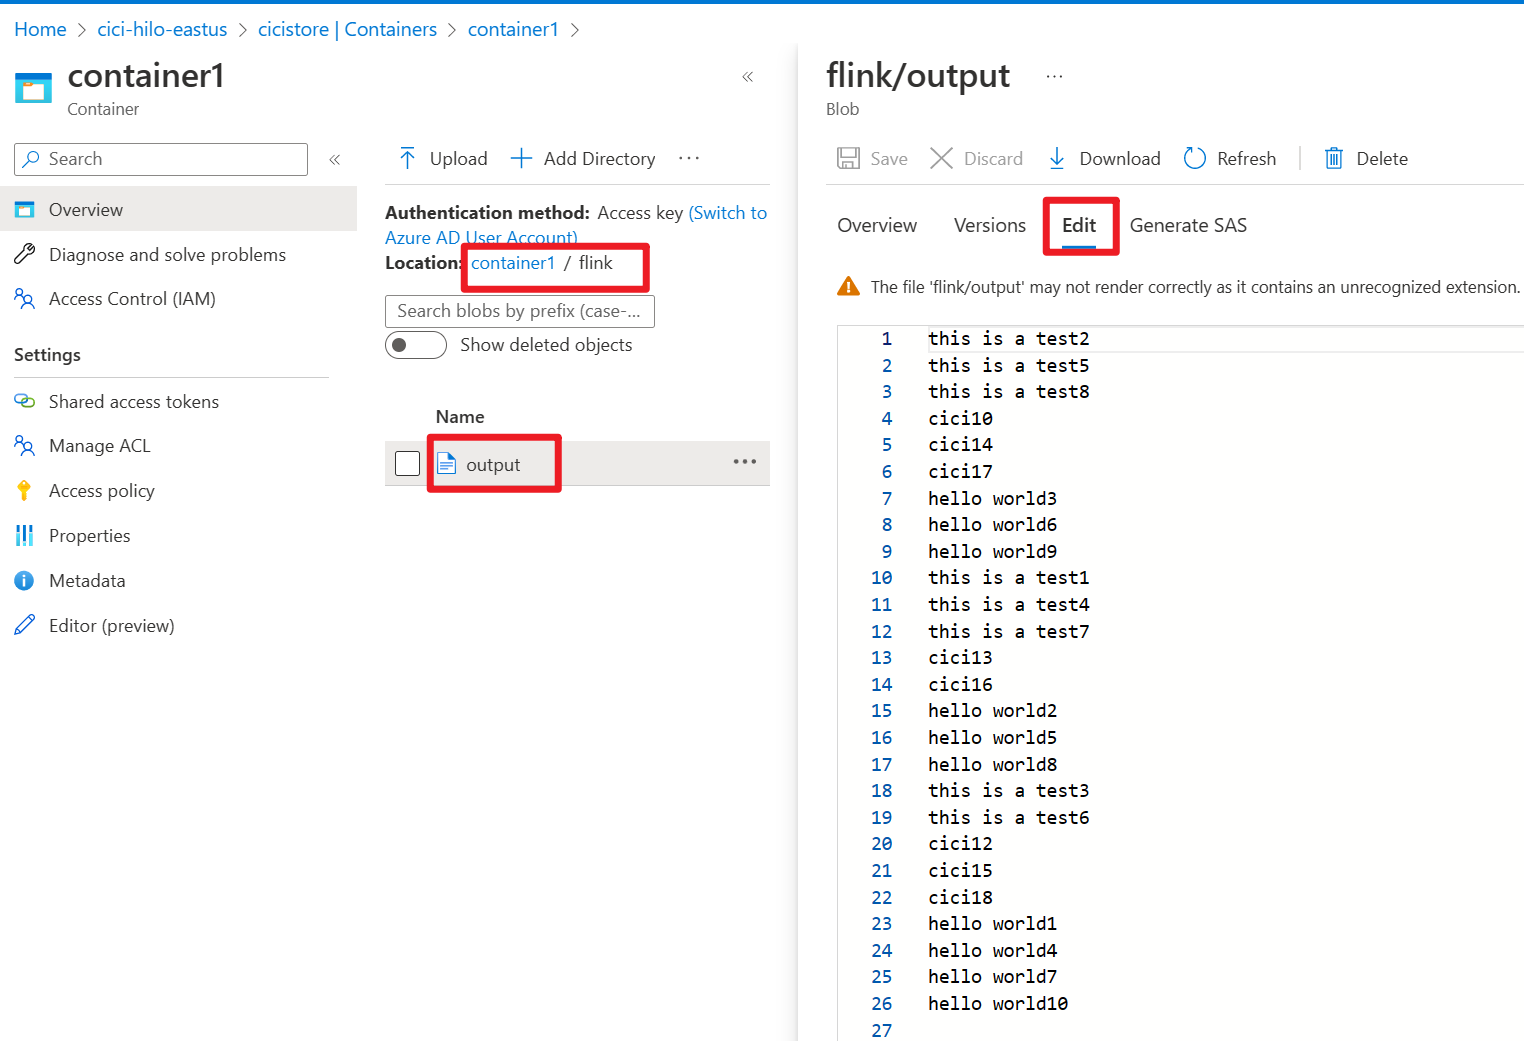 Home > cici-hilo-eastus > cicistore | Containers > container1 >
container1
Container
Search
Overview
Diagnose and solve problems
Access Control (IAM)
Settings
Shared access tokens
Manage ACL
Access policy
Properties
Metadata
Editor (preview)
Upload Add Directory ...
Authentication method: Access key (Switch to
Azure AD User Account)
Location: container1 / flink
Search blobs by prefix (case-...
Show deleted objects
Name
output ...
flink/output ...
Blob
Save Discard Download Refresh Delete
Overview Versions Edit Generate SAS
The file 'flink/output' may not render correctly as it contains an unrecognized extension.
1 this is a test2
2 this is a test5
3 this is a test8
4 cici10
5 cici14
6 cici17
7 hello world3
8 hello world6
9 hello world9
10 this is a test1
11 this is a test4
12 this is a test7
13 cici13
14 cici16
15 hello world2
16 hello world5
17 hello world8
18 this is a test3
19 this is a test6
20 cici12
21 cici15
22 cici18
23 hello world1
24 hello world4
25 hello world7
26 hello world10
27